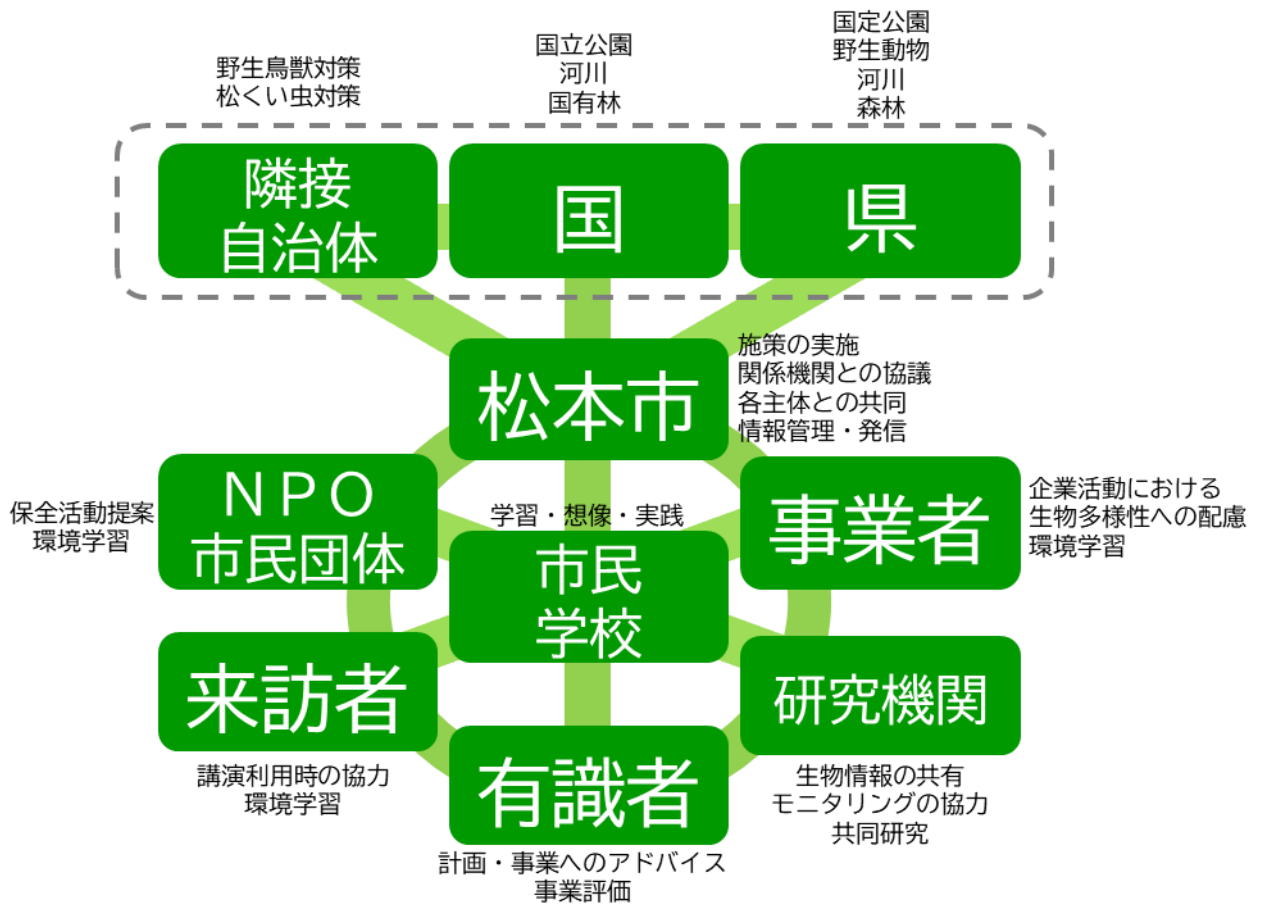 野生鳥獣対策
松くい虫対策
国立公園
河川
国有林
国定公園
野生動物
河川
森林
隣接
自治体
国
県
松本市
施策の実施
関係機関との協議
各主体との共同
情報管理・発信
ＮＰＯ
市民団体
保全活動提案
環境学習
学習・想像・実践
市民
学校
事業者
企業活動における
生物多様性への配慮
環境学習
来訪者
講演利用時の協力
環境学習
有識者
計画・事業へのアドバイス
事業評価
研究機関
生物情報の共有
モニタリングの協力
共同研究